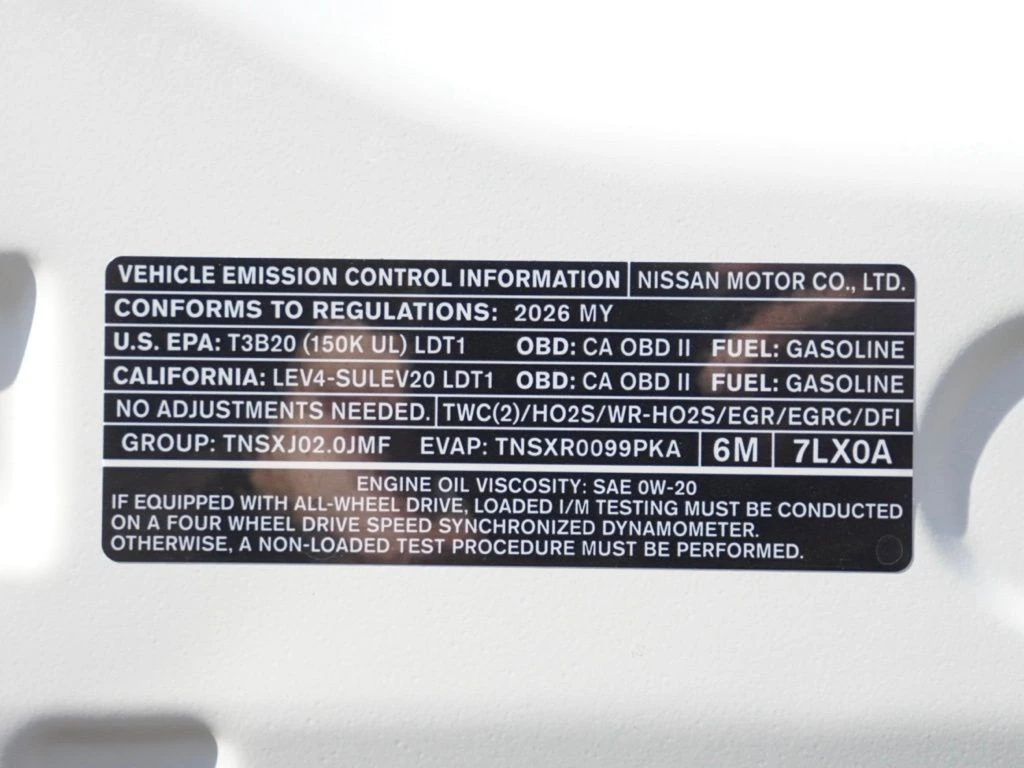 VEHICLE EMISSION CONTROL INFORMATION NISSAN MOTOR CO., LTD.
CONFORMS TO REGULATIONS: 2026 MY
U.S. EPA: T3B20 (150K UL) LDT1 OBD: CA OBD II FUEL: GASOLINE
CALIFORNIA: LEV4-SULEV20 LDT1 OBD: CA OBD II FUEL: GASOLINE
NO ADJUSTMENTS NEEDED. TWC(2)/HO2S/WR-HO2S/EGR/EGRC/DFI
GROUP: TNSXJ02.0JMF EVAP: TNSXR0099PKA 6M 7LX0A
ENGINE OIL VISCOSITY: SAE 0W-20
IF EQUIPPED WITH ALL-WHEEL DRIVE, LOADED I/M TESTING MUST BE CONDUCTED
ON A FOUR WHEEL DRIVE SPEED SYNCHRONIZED DYNAMOMETER.
OTHERWISE, A NON-LOADED TEST PROCEDURE MUST BE PERFORMED.